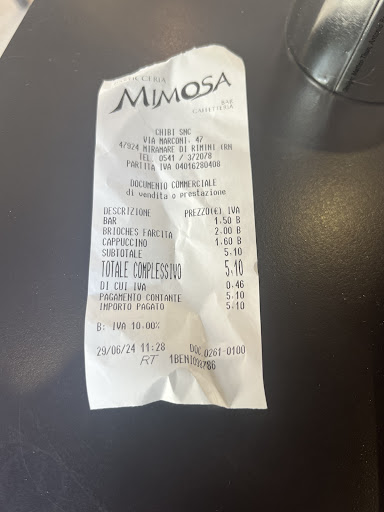 MIMOSA
BAR
CAFFETTERIA
CHIBI SNC
VIA MARCONI, 47
47924 MIRAMARE DI RIMINI (RN
TEL. 0541 / 372078
PARTITA IVA 04016280408
DOCUMENTO COMMERCIALE
di vendita o prestazione
DESCRIZIONE PREZZO(€) IVA
BAR 1.50 B
BRIOCHES FARCITA 2.00 B
CAPPUCCINO 1.60 B
SUBTOTALE 5.10
TOTALE COMPLESSIVO 5.10
DI CUI IVA 0.46
PAGAMENTO CONTANTE 5.10
IMPORTO PAGATO 5.10
B: IVA 10.00%
29/06/24 11:28 DOC.0261-0100
RT